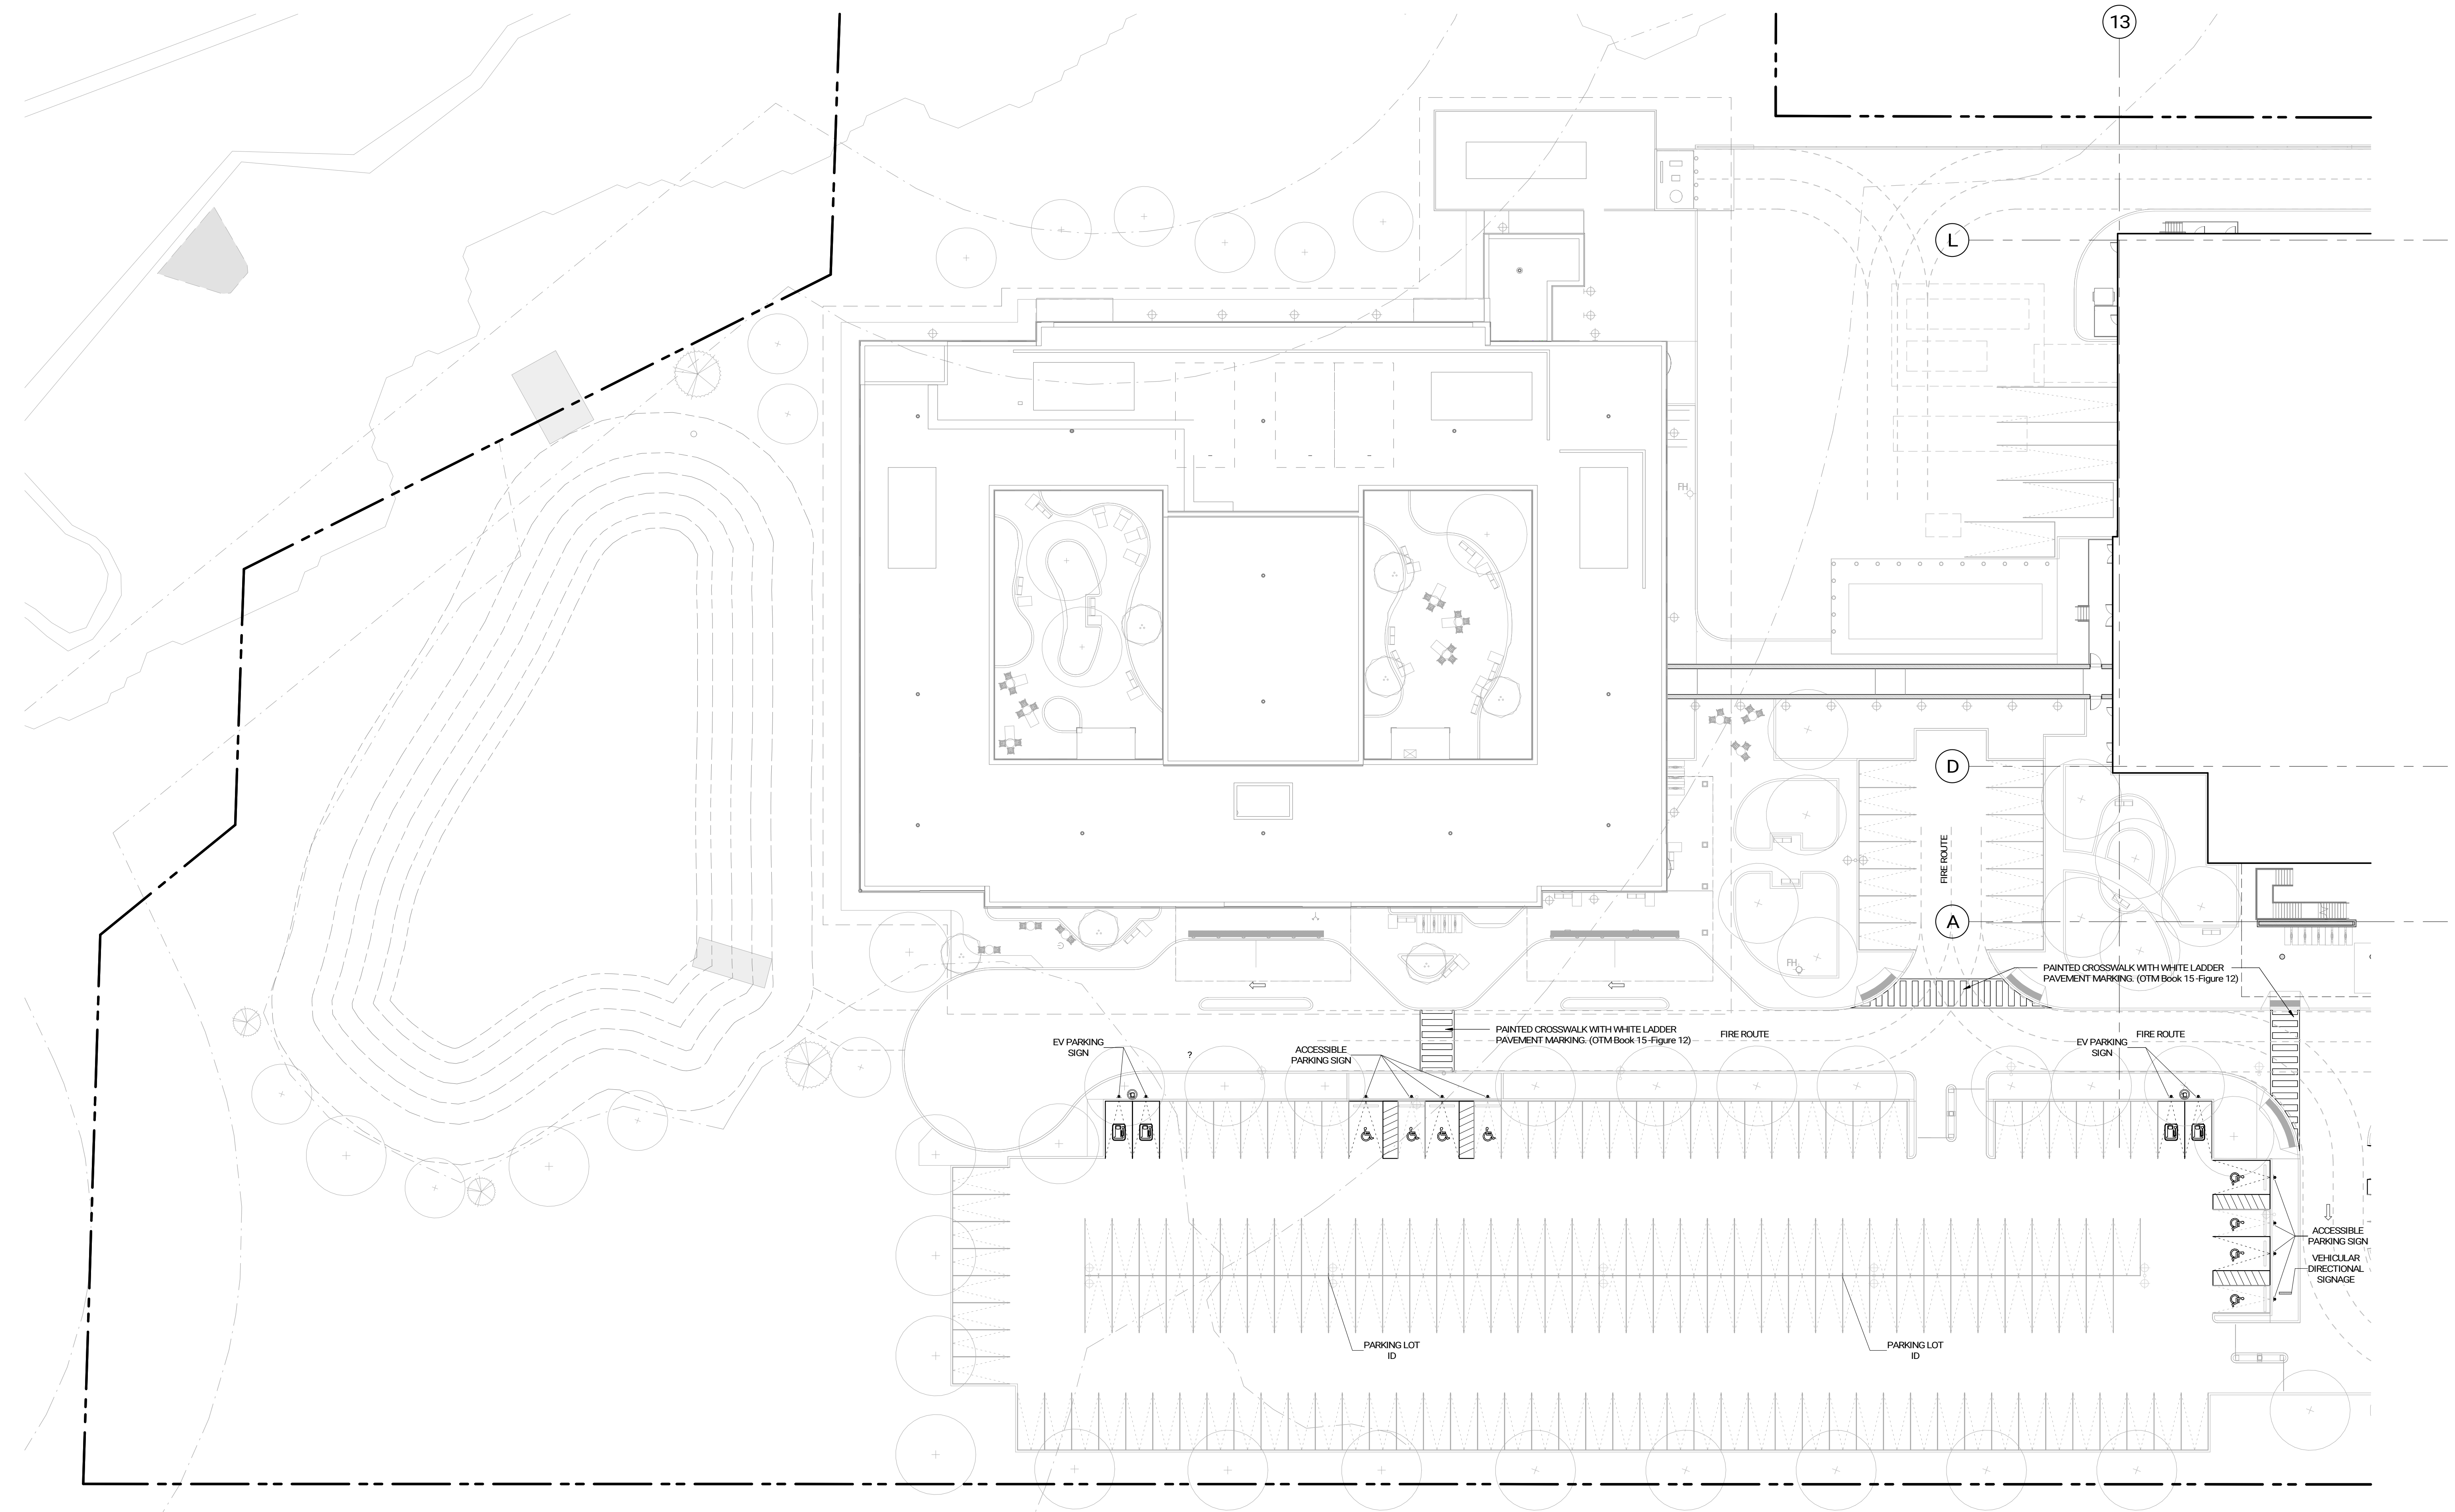 13
L
FH
D
FIRE ROUTE
A
FH
PAINTED CROSSWALK WITH WHITE LADDER
PAVEMENT MARKING. (OTM Book 15 -Figure 12)
PAINTED CROSSWALK WITH WHITE LADDER
PAVEMENT MARKING. (OTM Book 15 -Figure 12)
FIRE ROUTE
FIRE ROUTE
EV PARKING
SIGN
?
ACCESSIBLE
PARKING SIGN
EV PARKING
SIGN
ACCESSIBLE
PARKING SIGN
VEHICULAR
DIRECTIONAL
SIGNAGE
PARKING LOT
ID
PARKING LOT
ID